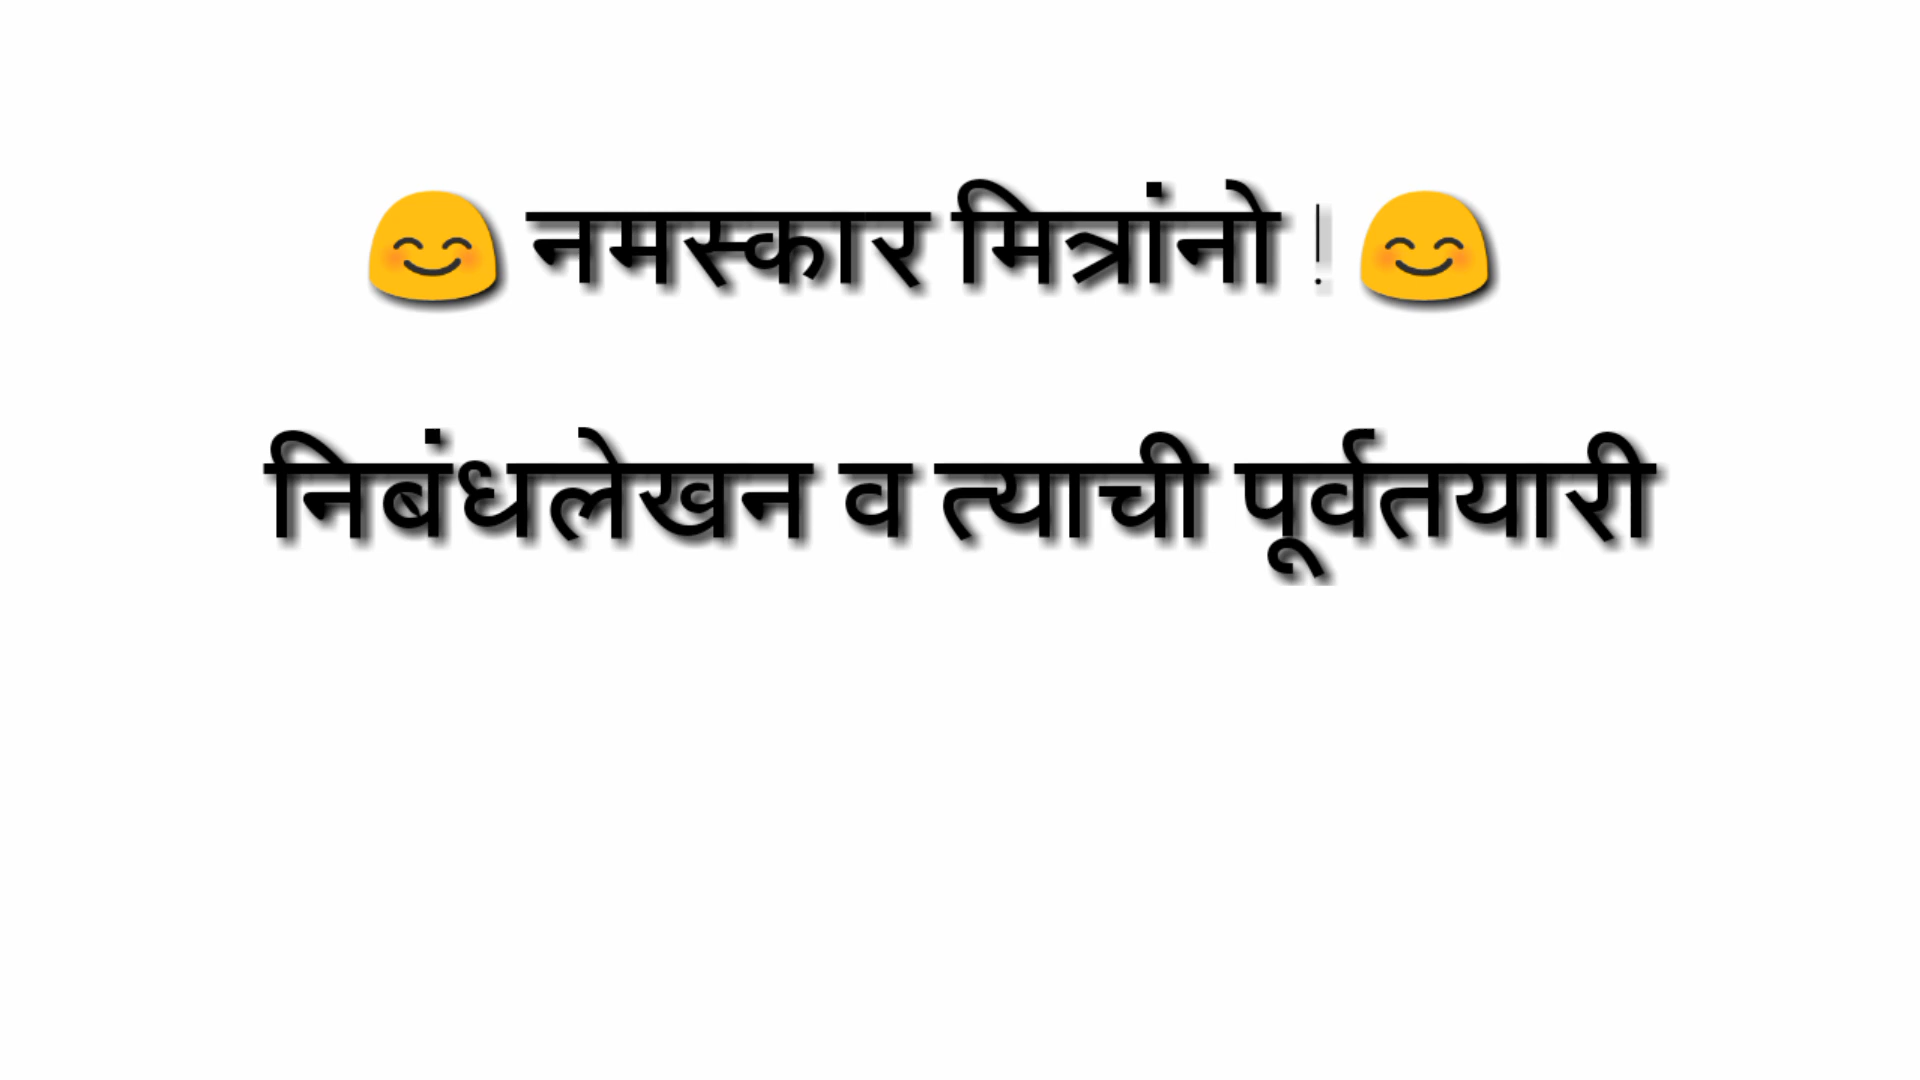 😊 नमस्कार मित्रांनो ! 😊
निबंधलेखन व त्याची पूर्वतयारी